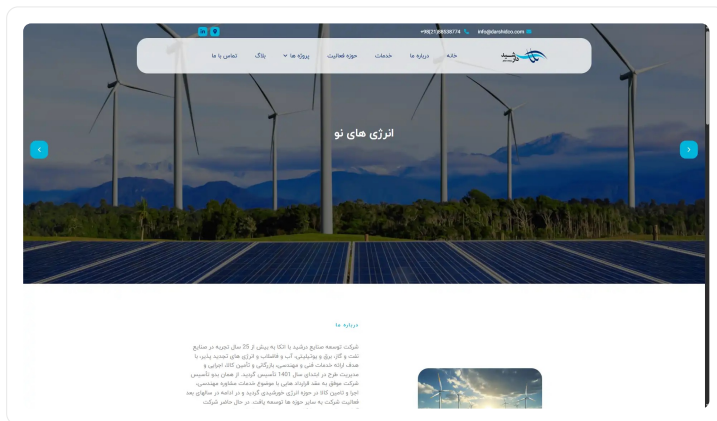 +98(21)88538774 info@darshidco.com
خانه درباره ما خدمات حوزه فعالیت پروژه ها بلاگ تماس با ما
انرژی های نو
درباره ما
شرکت توسعه صنایع درشید با اتکا به بیش از 25 سال تجربه در صنایع
نفت و گاز، برق و یوتیلیتی، آب و فاضلاب و انرژی های تجدید پذیر، با
هدف ارائه خدمات فنی و مهندسی، بازرگانی و تأمین کالا، اجرایی و
مدیریت طرح در ابتدای سال 1401 تأسیس گردید. از همان بدو تأسیس
شرکت موفق به عقد قرارداد هایی با موضوع خدمات مشاوره مهندسی،
اجرا و تامین کالا در حوزه انرژی خورشیدی گردید و در ادامه در سالهای بعد
فعالیت شرکت به سایر حوزه ها توسعه یافت. در حال حاضر شرکت